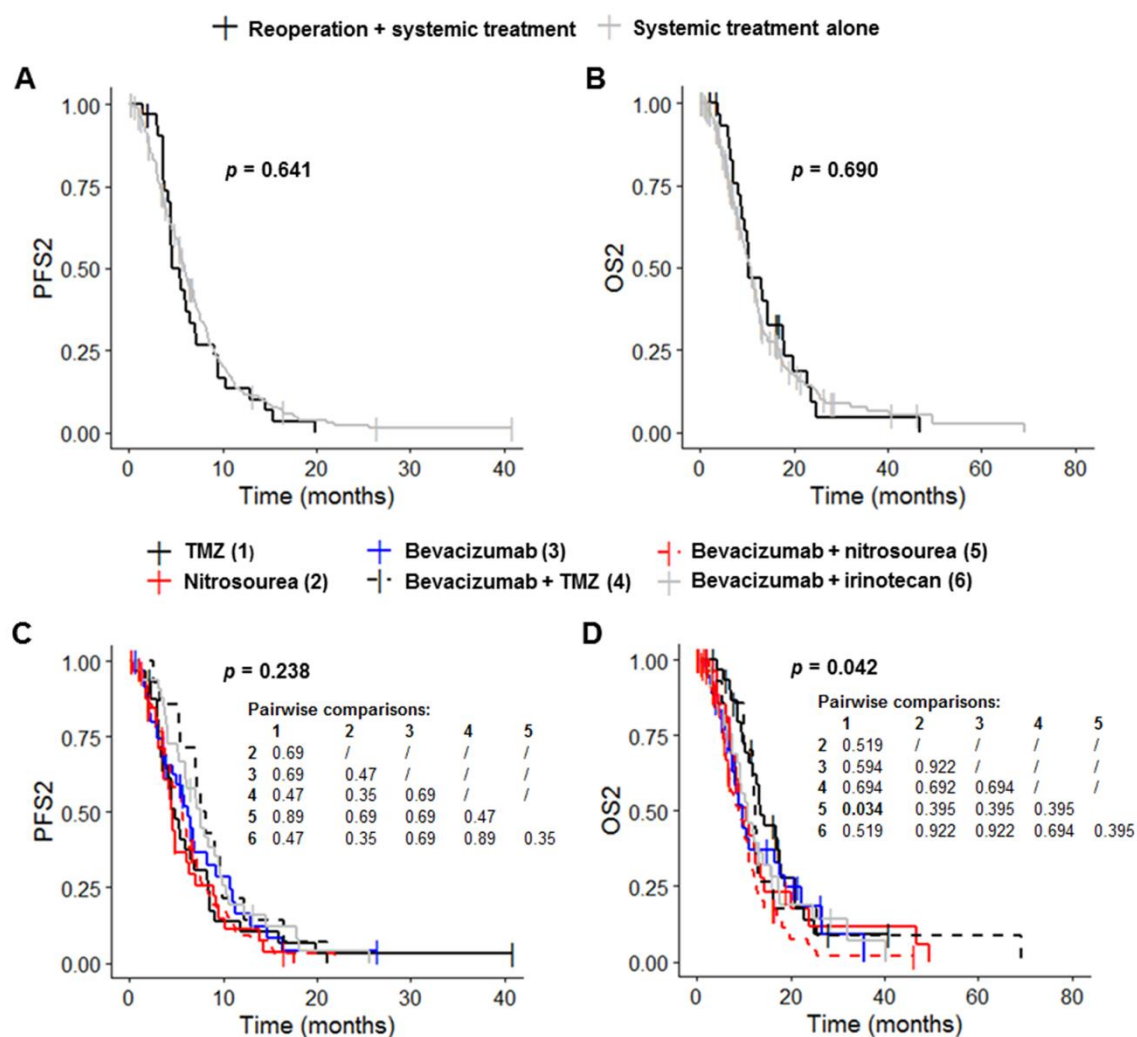 Reoperation + systemic treatment Systemic treatment alone
A
B
1.00
0.75
0.50
0.25
0.00
PFS2
p = 0.641
0 10 20 30 40
Time (months)
1.00
0.75
0.50
0.25
0.00
OS2
p = 0.690
0 20 40 60 80
Time (months)
TMZ (1) Bevacizumab (3) Bevacizumab + nitrosourea (5)
Nitrosourea (2) Bevacizumab + TMZ (4) Bevacizumab + irinotecan (6)
C
D
1.00
0.75
0.50
0.25
0.00
PFS2
p = 0.238
Pairwise comparisons:
1 2 3 4 5
2 0.69 / / / /
3 0.69 0.47 / / /
4 0.47 0.35 0.69 / /
5 0.89 0.69 0.69 0.47
6 0.47 0.35 0.69 0.89 0.35
0 10 20 30 40
Time (months)
1.00
0.75
0.50
0.25
0.00
OS2
p = 0.042
Pairwise comparisons:
1 2 3 4 5
2 0.519 / / / /
3 0.594 0.922 / / /
4 0.694 0.692 0.694 / /
5 0.034 0.395 0.395 0.395
6 0.519 0.922 0.922 0.694 0.395
0 20 40 60 80
Time (months)